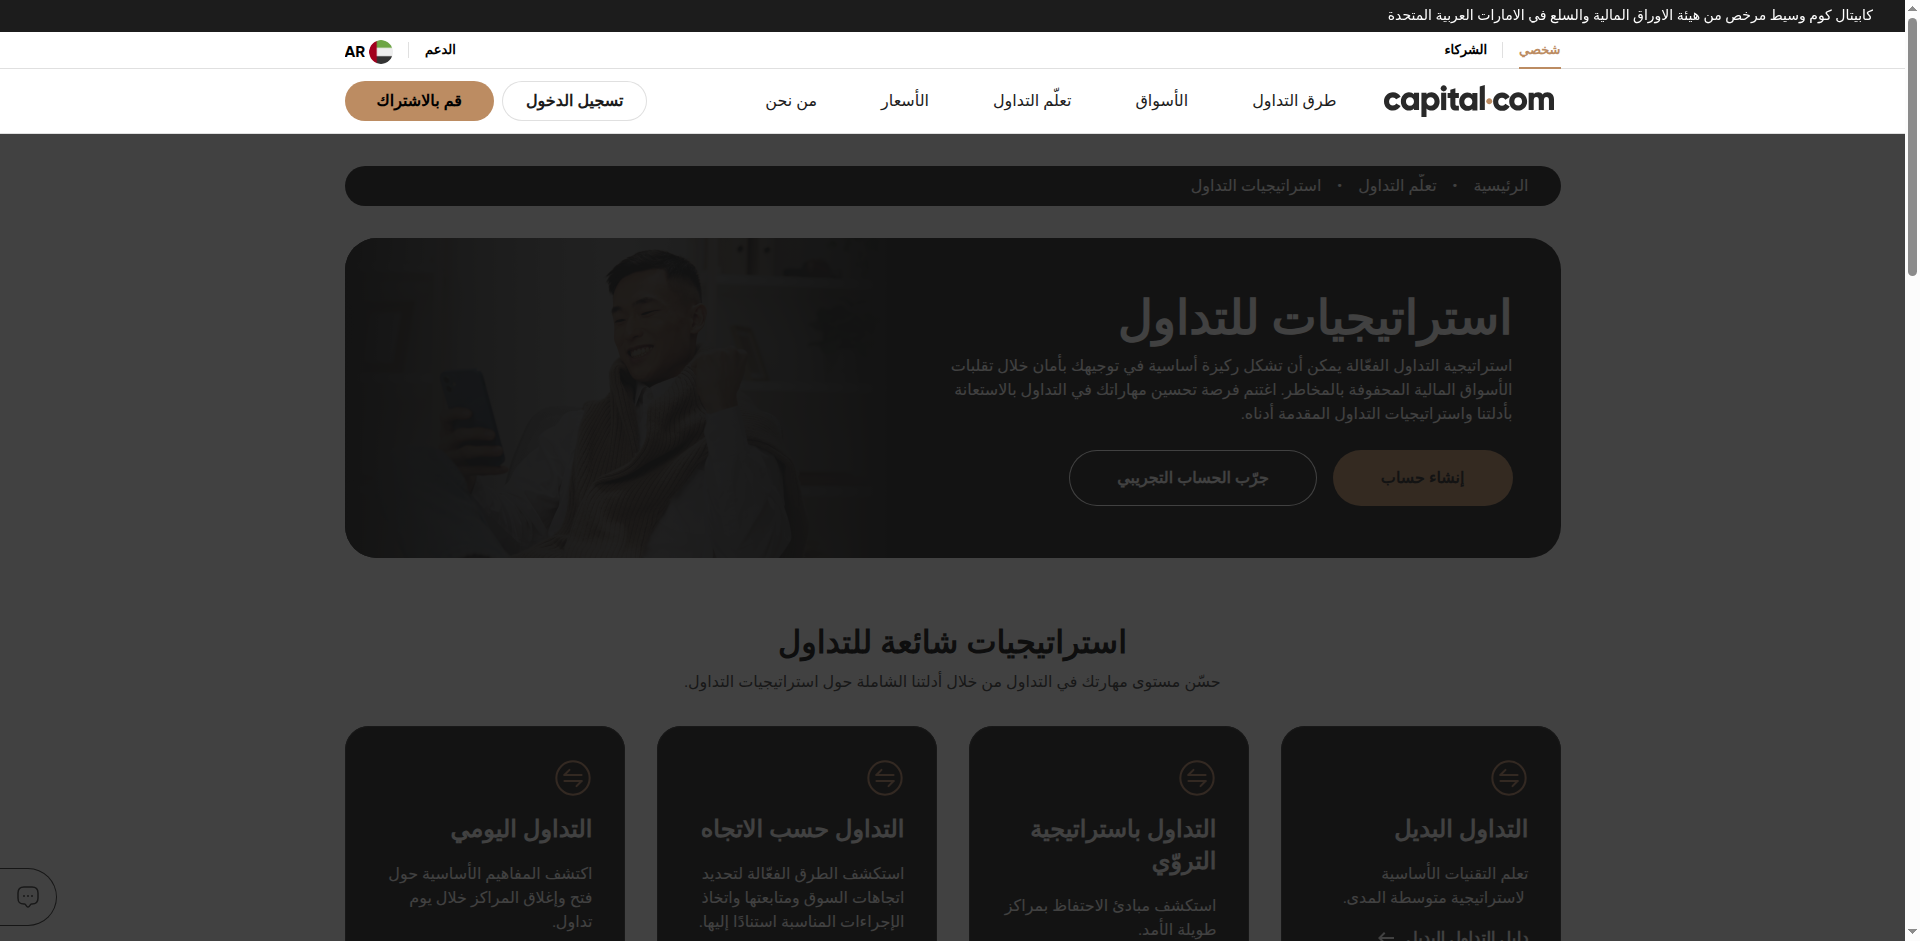 كابيتال كوم وسيط مرخص من هيئة الاوراق المالية والسلع في الامارات العربية المتحدة
شخصي
الشركاء
الدعم
AR
capital.com
طرق التداول
الأسواق
تعلّم التداول
الأسعار
من نحن
تسجيل الدخول
قم بالاشتراك
الرئيسية • تعلّم التداول • استراتيجيات التداول
استراتيجيات للتداول
استراتيجية التداول الفعّالة يمكن أن تشكل ركيزة أساسية في توجيهك بأمان خلال تقلبات
الأسواق المالية المحفوفة بالمخاطر. اغتنم فرصة تحسين مهاراتك في التداول بالاستعانة
بأدلتنا واستراتيجيات التداول المقدمة أدناه.
إنشاء حساب
جرّب الحساب التجريبي
استراتيجيات شائعة للتداول
حسّن مستوى مهارتك في التداول من خلال أدلتنا الشاملة حول استراتيجيات التداول.
التداول البديل
تعلم التقنيات الأساسية
لاستراتيجية متوسطة المدى.
دليل التداول البديل
التداول باستراتيجية
التروّي
استكشف مبادئ الاحتفاظ بمراكز
طويلة الأمد.
التداول حسب الاتجاه
استكشف الطرق الفعّالة لتحديد
اتجاهات السوق ومتابعتها واتخاذ
الإجراءات المناسبة استنادًا إليها.
التداول اليومي
اكتشف المفاهيم الأساسية حول
فتح وإغلاق المراكز خلال يوم
تداول.